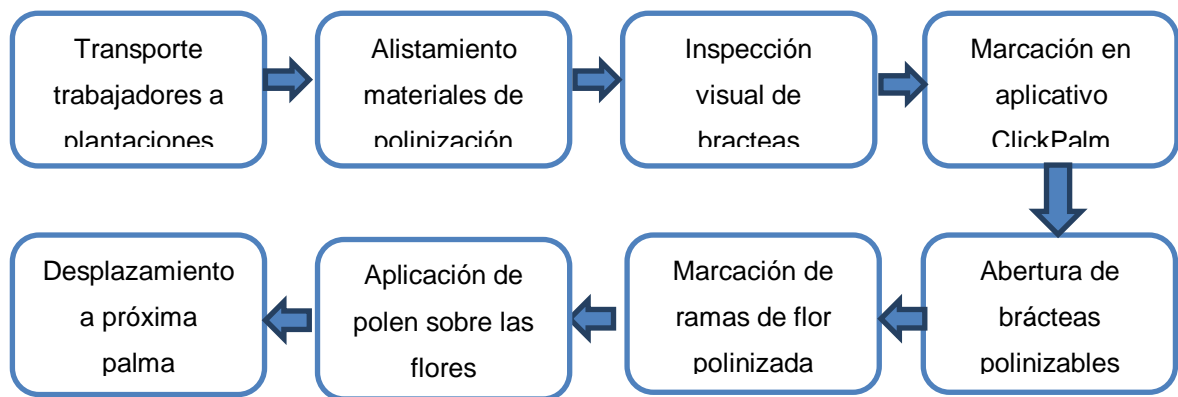 Transporte
trabajadores a
plantaciones
Alistamiento
materiales de
polinización
Inspección
visual de
bracteas
Marcación en
aplicativo
ClickPalm
Abertura de
brácteas
polinizables
Marcación de
ramas de flor
polinizada
Aplicación de
polen sobre las
flores
Desplazamiento
a próxima
palma